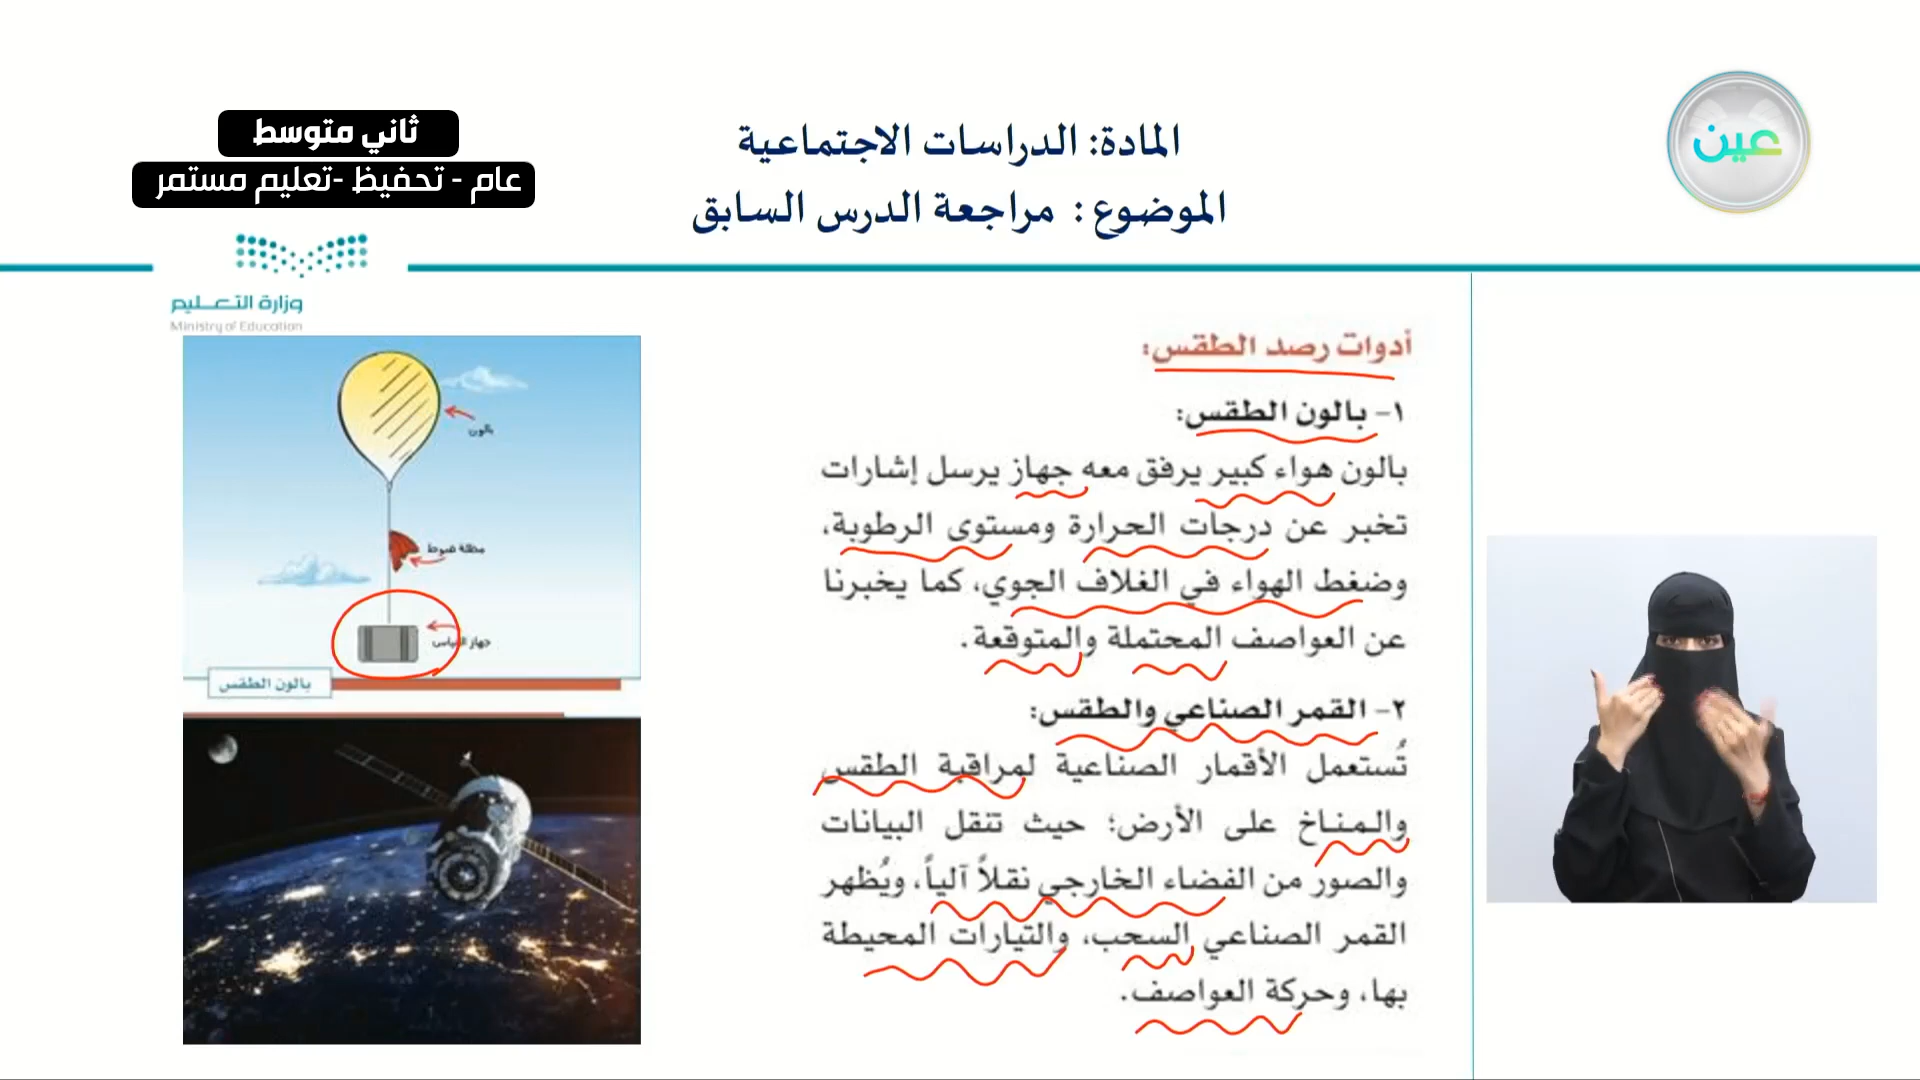 ثاني متوسط
عام - تحفيظ -تعليم مستمر
المادة: الدراسات الاجتماعية
الموضوع : مراجعة الدرس السابق
عين
وزارة التعليم
Ministry of Education
أدوات رصد الطقس:
١- بالون الطقس:
بالون هواء كبير يرفق معه جهاز يرسل إشارات
تخبر عن درجات الحرارة ومستوى الرطوبة،
وضغط الهواء في الغلاف الجوي، كما يخبرنا
عن العواصف المحتملة والمتوقعة.
٢- القمر الصناعي والطقس:
تُستعمل الأقمار الصناعية لمراقبة الطقس
والمناخ على الأرض؛ حيث تنقل البيانات
والصور من الفضاء الخارجي نقلاً آلياً، ويُظهر
القمر الصناعي السحب، والتيارات المحيطة
بها، وحركة العواصف.
بالون
مظلة هبوط
جهاز القياس
بالون الطقس